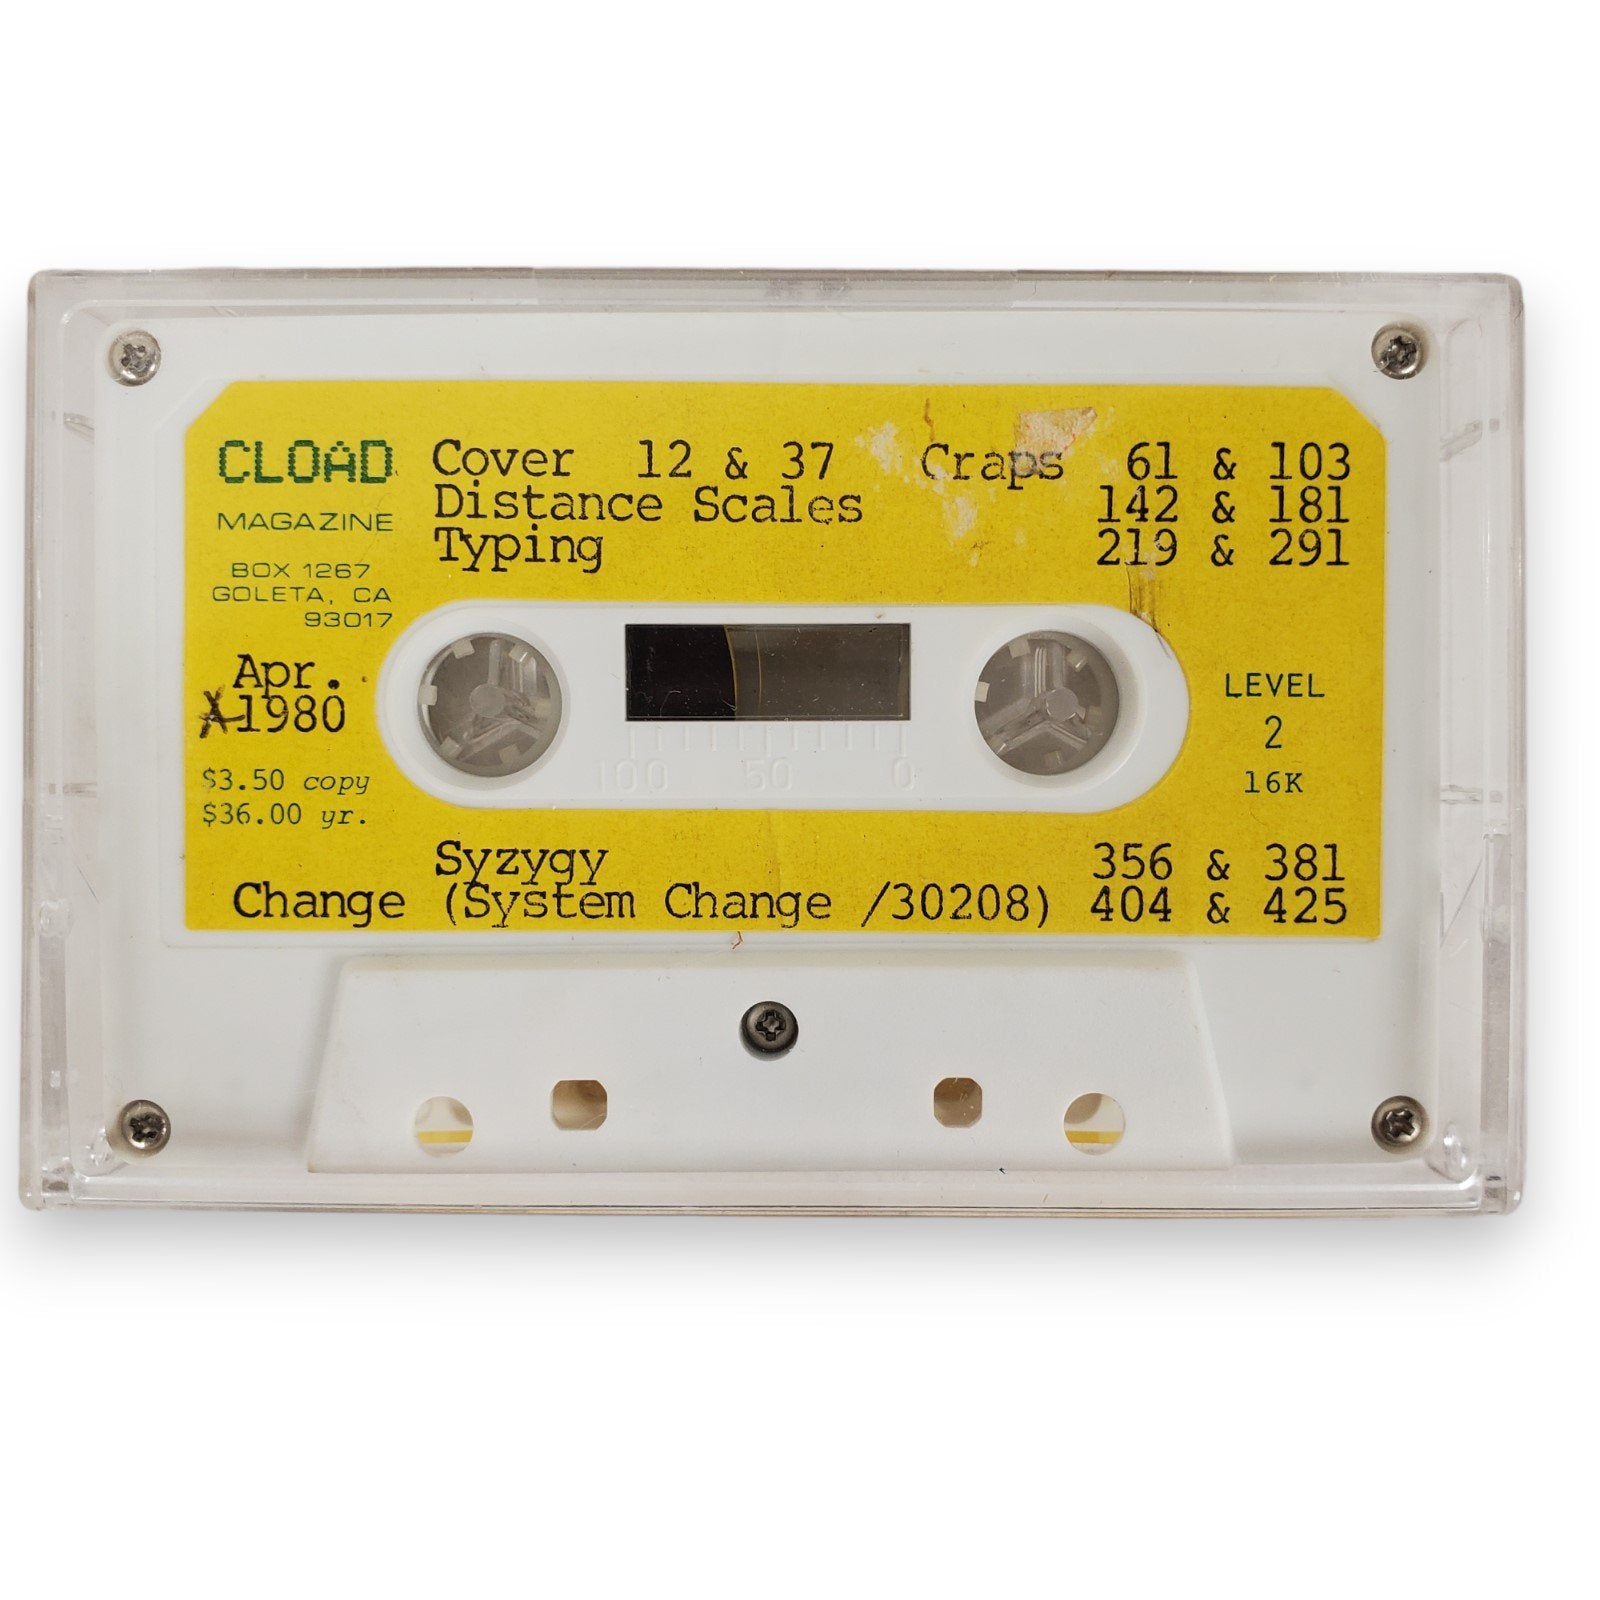 CLOAD
MAGAZINE
BOX 1267
GOLETA, CA
93017
Apr.
1980
$3.50 copy
$36.00 yr.
Cover 12 & 37 Craps 61 & 103
Distance Scales 142 & 181
Typing 219 & 291
100 50 0
LEVEL
2
16K
Syzygy 356 & 381
Change (System Change /30208) 404 & 425